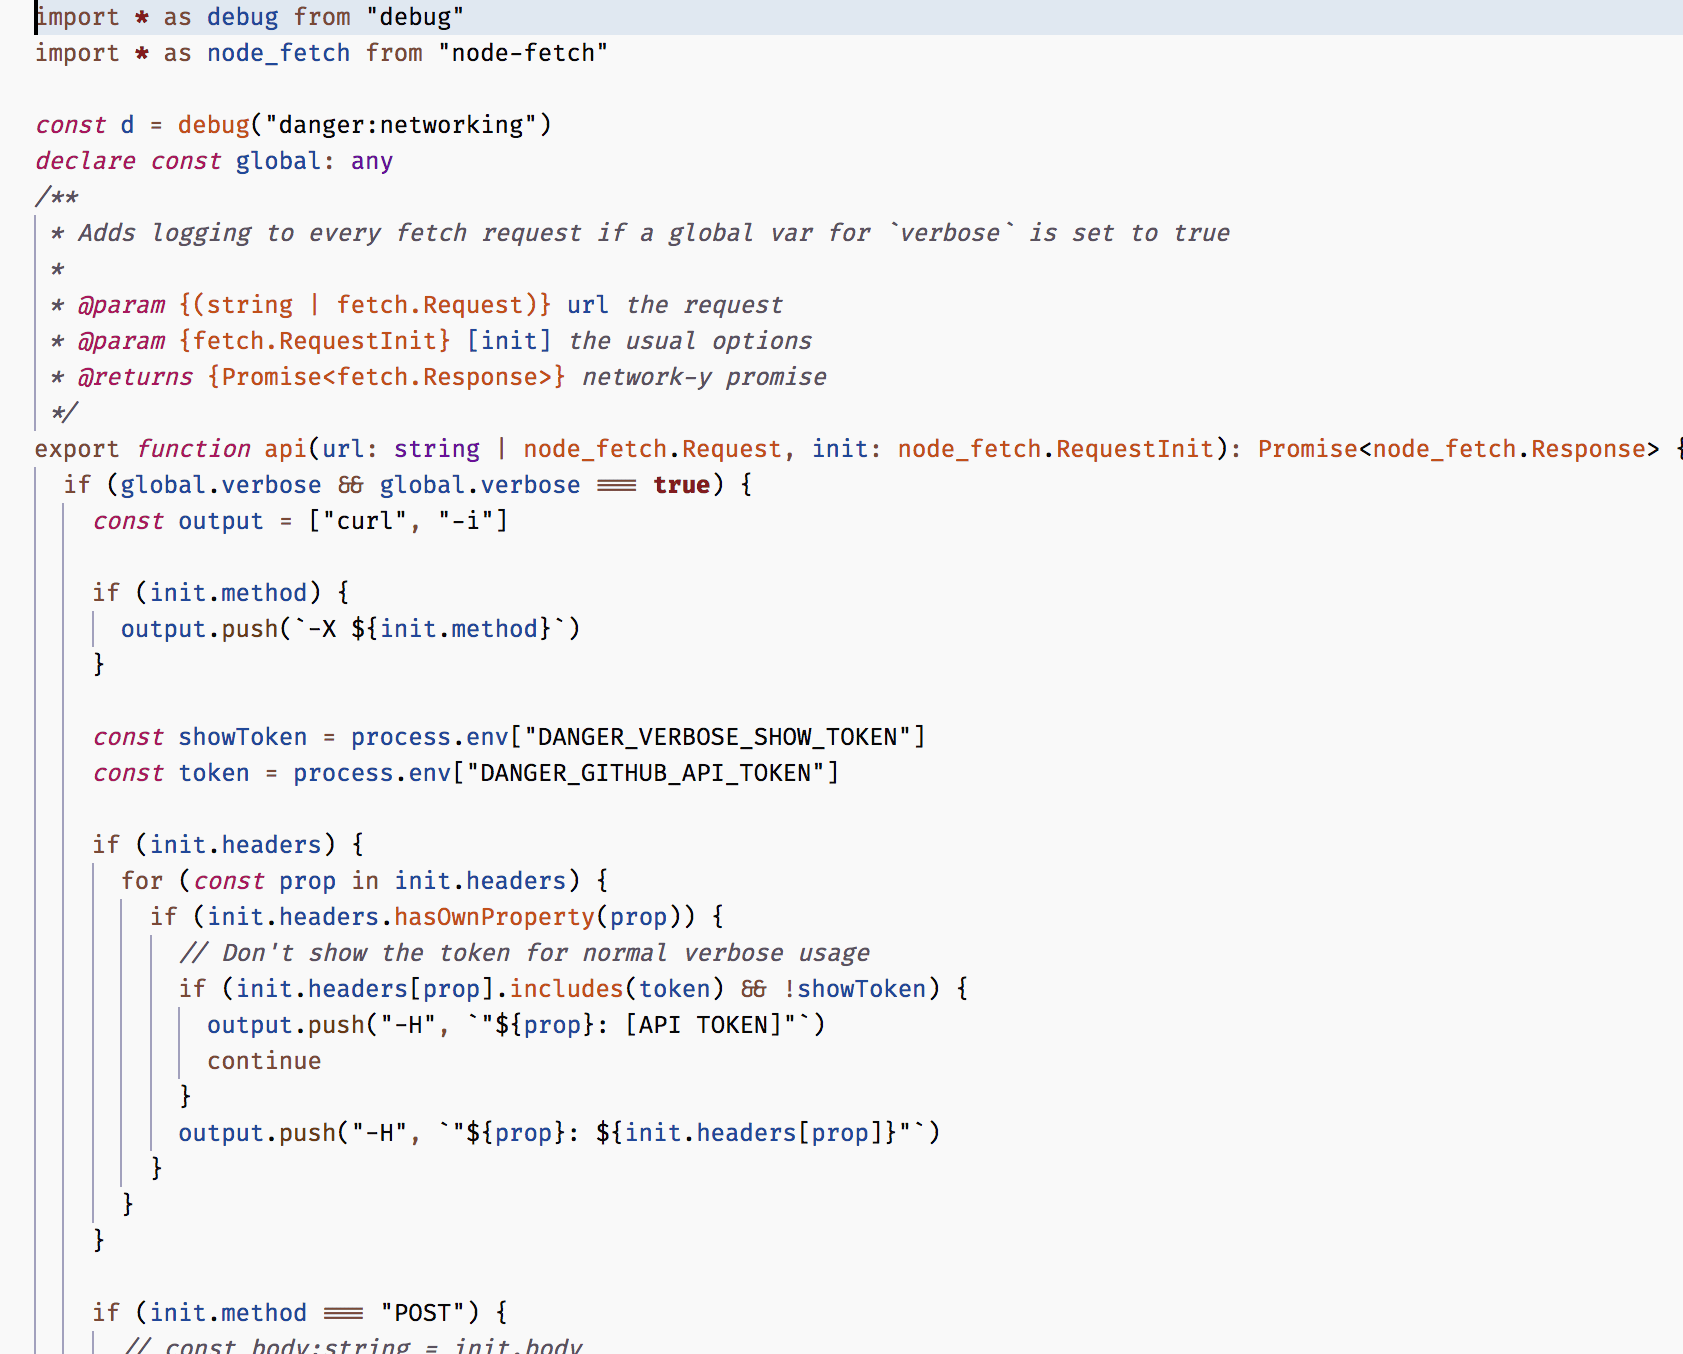 import * as debug from "debug"
import * as node_fetch from "node-fetch"

const d = debug("danger:networking")
declare const global: any
/**
 * Adds logging to every fetch request if a global var for `verbose` is set to true
 *
 * @param {(string | fetch.Request)} url the request
 * @param {fetch.RequestInit} [init] the usual options
 * @returns {Promise<fetch.Response>} network-y promise
 */
export function api(url: string | node_fetch.Request, init: node_fetch.RequestInit): Promise<node_fetch.Response> {
  if (global.verbose && global.verbose === true) {
    const output = ["curl", "-i"]

    if (init.method) {
      output.push(`-X ${init.method}`)
    }

    const showToken = process.env["DANGER_VERBOSE_SHOW_TOKEN"]
    const token = process.env["DANGER_GITHUB_API_TOKEN"]

    if (init.headers) {
      for (const prop in init.headers) {
        if (init.headers.hasOwnProperty(prop)) {
          // Don't show the token for normal verbose usage
          if (init.headers[prop].includes(token) && !showToken) {
            output.push("-H", `"${prop}: [API TOKEN]"`)
            continue
          }
          output.push("-H", `"${prop}: ${init.headers[prop]}"`)
        }
      }
    }

    if (init.method === "POST") {
      // const body:string = init.body